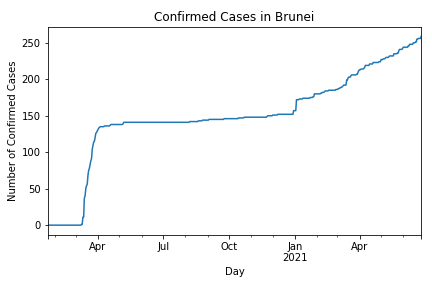 Confirmed Cases in Brunei
250
200
150
100
50
0
Number of Confirmed Cases
Apr Jul Oct Jan Apr
2021
Day